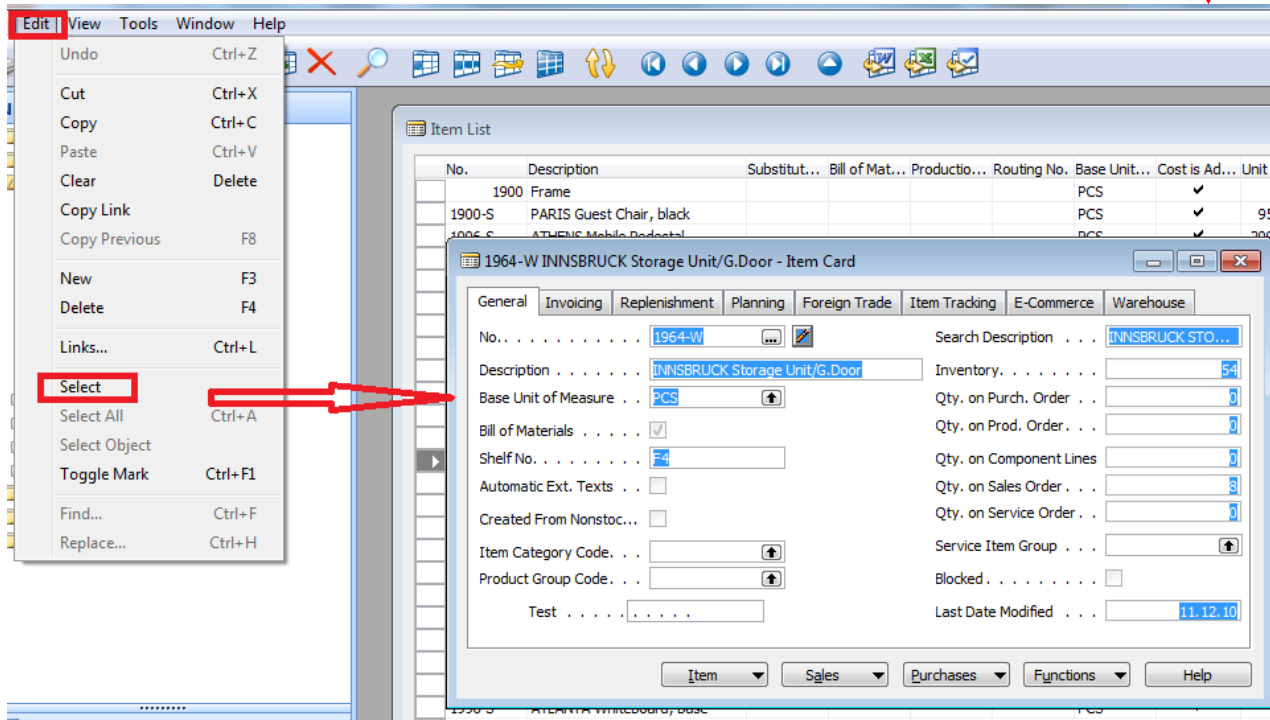 Edit View Tools Window Help
Undo Ctrl+Z
Cut Ctrl+X
Copy Ctrl+C
Paste Ctrl+V
Clear Delete
Copy Link
Copy Previous F8
New F3
Delete F4
Links... Ctrl+L
Select
Select All Ctrl+A
Select Object
Toggle Mark Ctrl+F1
Find... Ctrl+F
Replace... Ctrl+H
Item List
No. Description Substitut... Bill of Mat... Productio... Routing No. Base Unit... Cost is Ad... Unit
1900 Frame PCS
1900-S PARIS Guest Chair, black PCS
1964-W INNSBRUCK Storage Unit/G.Door - Item Card
General Invoicing Replenishment Planning Foreign Trade Item Tracking E-Commerce Warehouse
No.. . . . . . . . . . . . 1964-W Search Description . . . INNSBRUCK STO...
Description . . . . . . . . INNSBRUCK Storage Unit/G.Door Inventory. . . . . . . . 54
Base Unit of Measure . . PCS Qty. on Purch. Order . . 0
Bill of Materials . . . . . Qty. on Prod. Order. . . 0
Shelf No. . . . . . . . . F4 Qty. on Component Lines 0
Automatic Ext. Texts . . Qty. on Sales Order. . . 8
Created From Nonstoc... Qty. on Service Order. . 0
Item Category Code. . . Service Item Group . . .
Product Group Code. . . Blocked. . . . . . . . .
Test . . . . . . . . . . Last Date Modified . . . 11.12.10
Item Sales Purchases Functions Help